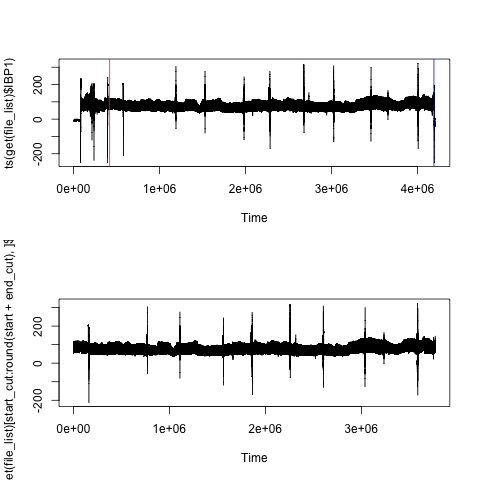 ts(get(file_list)$IBP1)
200
0
-200
0e+00 1e+06 2e+06 3e+06 4e+06
Time
et(file_list)[start_cut:round(start + end_cut), ]$
200
0
-200
0e+00 1e+06 2e+06 3e+06
Time